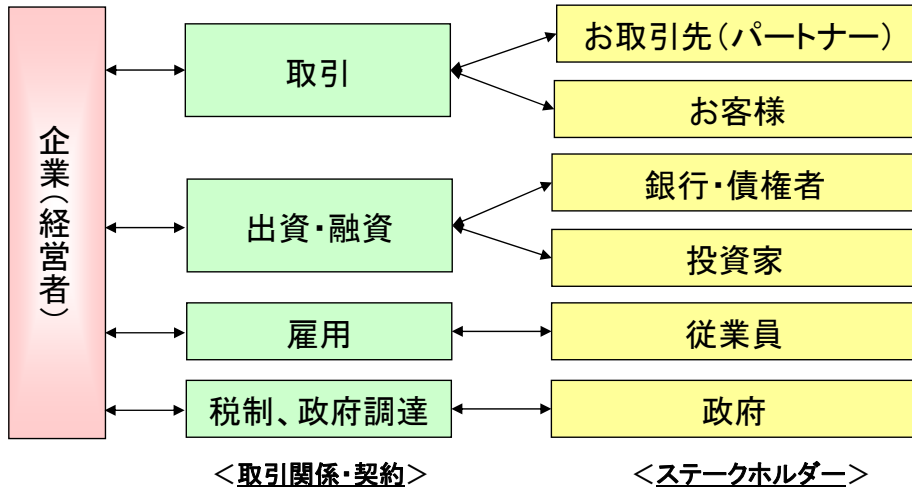 企業(経営者)
取引
お取引先(パートナー)
お客様
出資・融資
銀行・債権者
投資家
雇用
従業員
税制、政府調達
政府
<取引関係・契約>
<ステークホルダー>